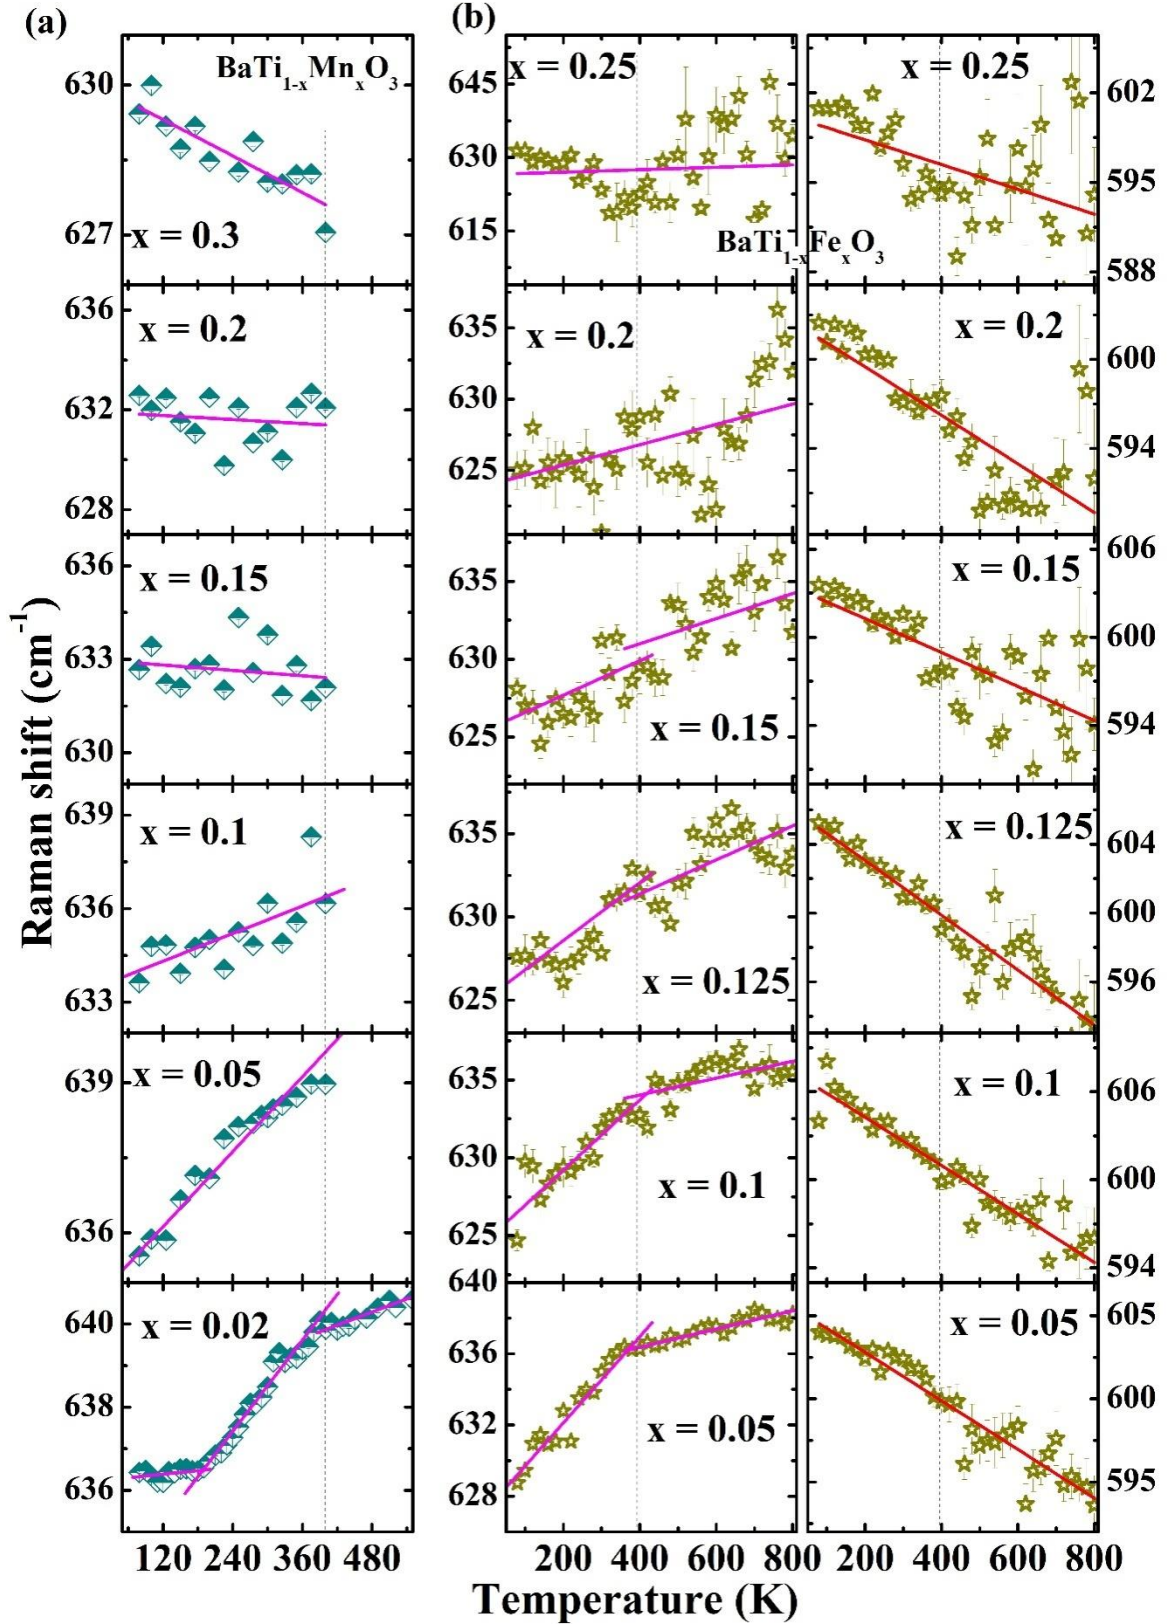 (a)
(b)
BaTi1-xMnxO3
630
627
x = 0.3
636
632
628
x = 0.2
636
633
630
x = 0.15
639
636
633
x = 0.1
639
636
x = 0.05
640
638
636
x = 0.02
120 240 360 480
Raman shift (cm-1)
x = 0.25
645
630
615
BaTi1-xFexO3
x = 0.2
635
630
625
635
630
625
x = 0.15
635
630
625
x = 0.125
635
630
625
x = 0.1
640
636
632
628
x = 0.05
200 400 600 800
x = 0.25
602
595
588
x = 0.2
600
594
x = 0.15
606
600
594
x = 0.125
604
600
596
x = 0.1
606
600
594
x = 0.05
605
600
595
200 400 600 800
Temperature (K)